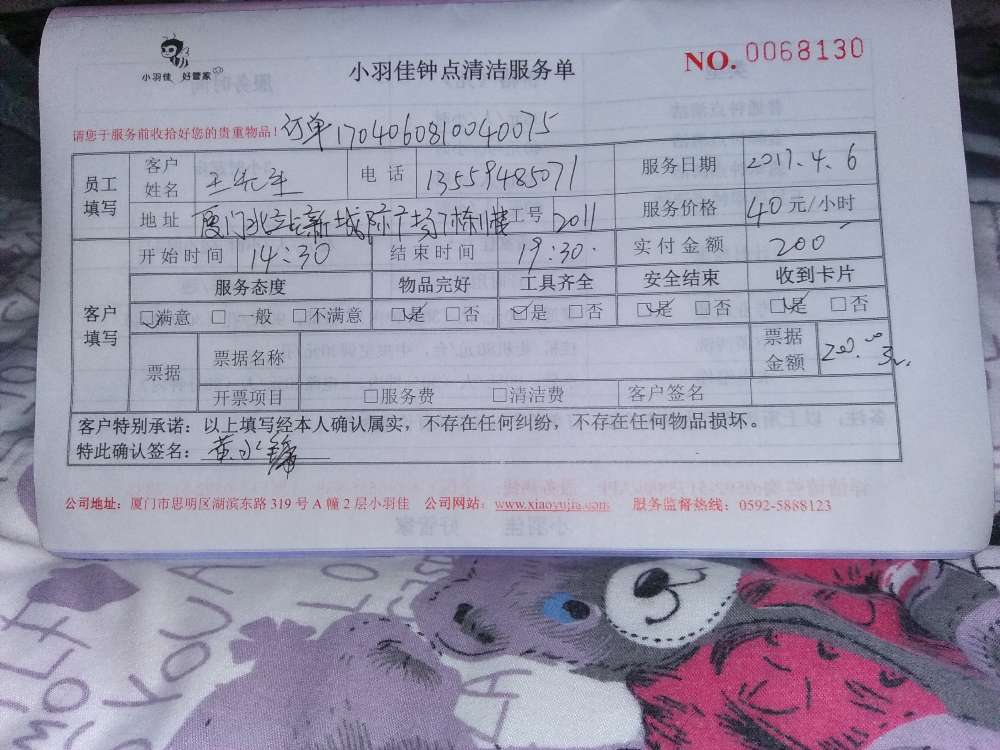 小羽佳 好管家
小羽佳钟点清洁服务单
NO. 0068130
请您于服务前收拾好您的贵重物品！ 订单1704060810040075
员工填写 客户姓名 王先生 电话 13559485071 服务日期 2017.4.6
地址 厦门北站新城际广场7栋1楼 工号 2011 服务价格 40元/小时
客户填写 开始时间 14:30 结束时间 19:30. 实付金额 200
服务态度 物品完好 工具齐全 安全结束 收到卡片
☑满意 □一般 □不满意 ☑是 □否 ☑是 □否 ☑是 □否 ☑是 □否
票据 票据名称 票据金额 200.00
开票项目 □服务费 □清洁费 客户签名
客户特别承诺：以上填写经本人确认属实，不存在任何纠纷，不存在任何物品损坏。
特此确认签名：黄水
公司地址：厦门市思明区湖滨东路319号A幢2层小羽佳 公司网站：www.xiaoyujia.com 服务监督热线：0592-5888123
YOU